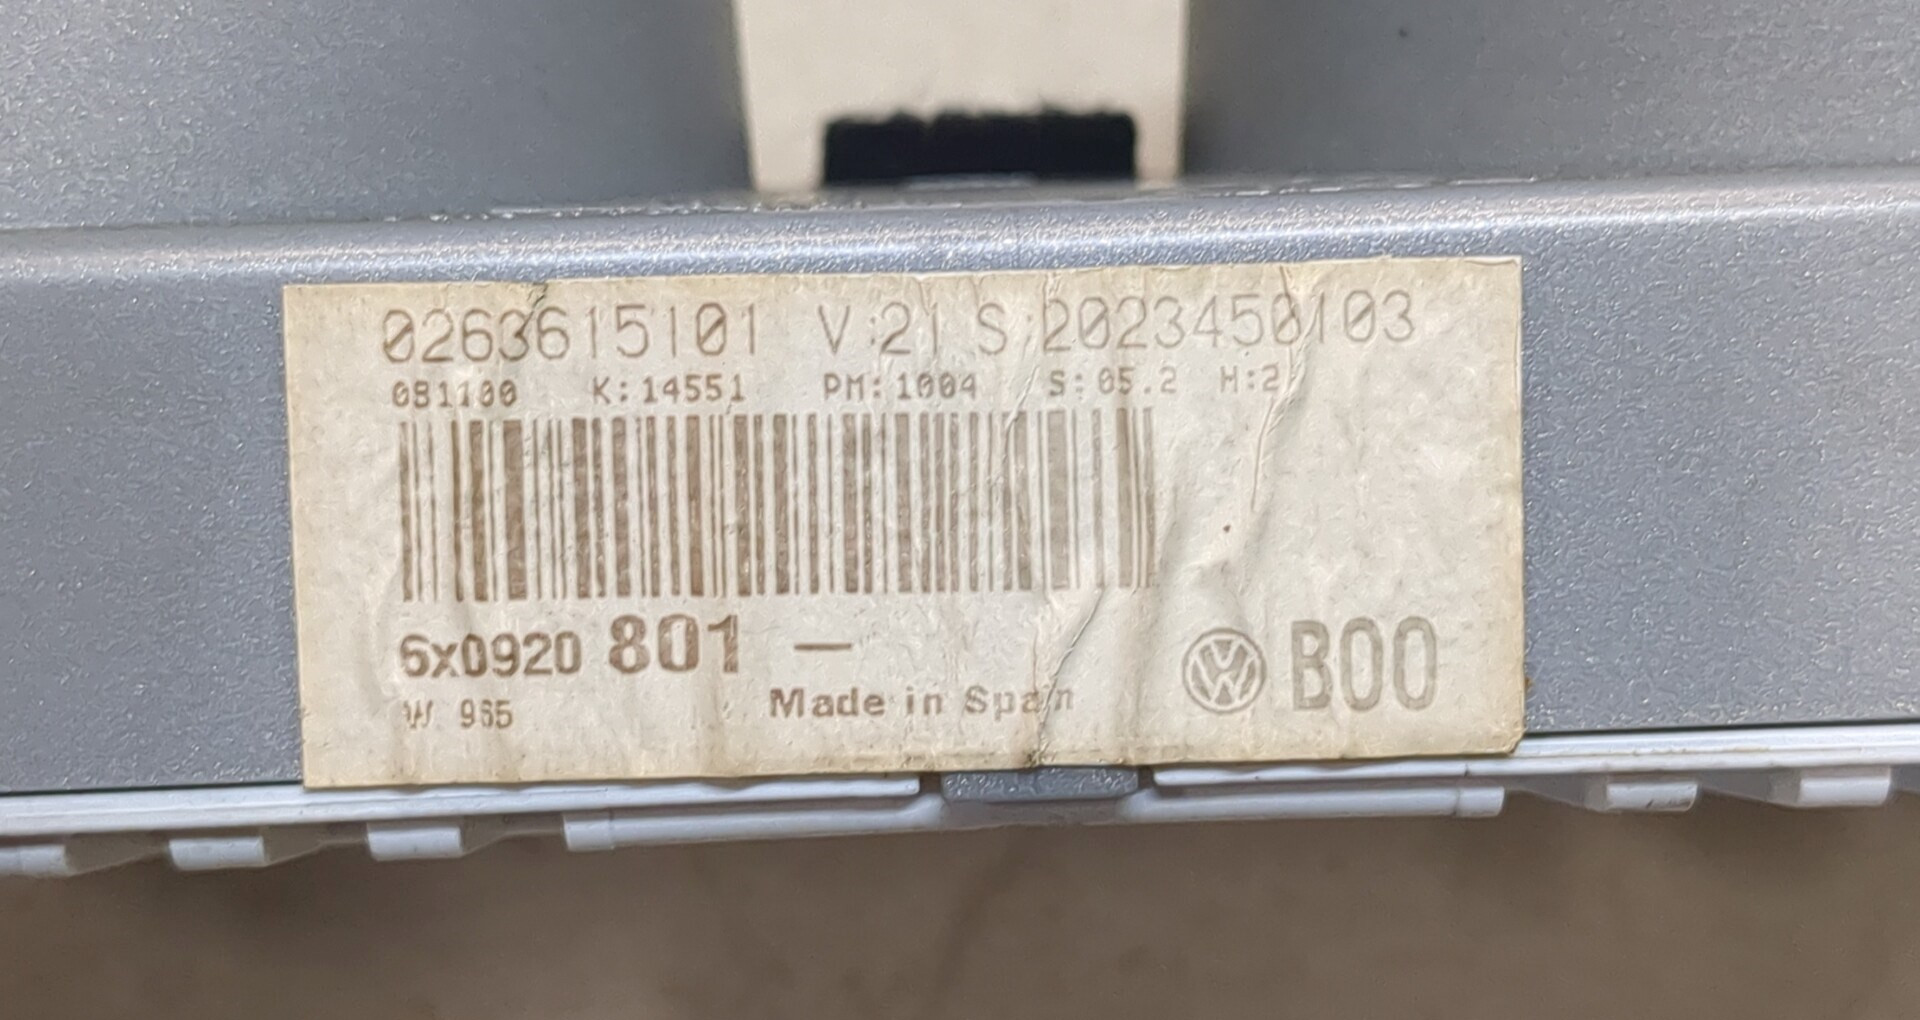 0263615101 V:21 S:2023450103
081100 K:14551 PM:1004 S:05.2 H:2
6x0920 801 —
Made in Spain
W 965
B00